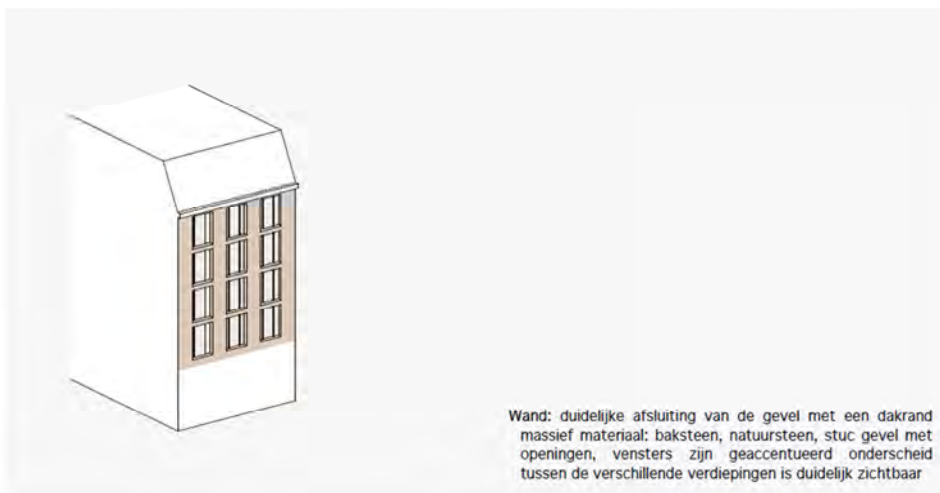 Wand: duidelijke afsluiting van de gevel met een dakrand
massief materiaal: baksteen, natuursteen, stuc gevel met
openingen, vensters zijn geaccentueerd onderscheid
tussen de verschillende verdiepingen is duidelijk zichtbaar